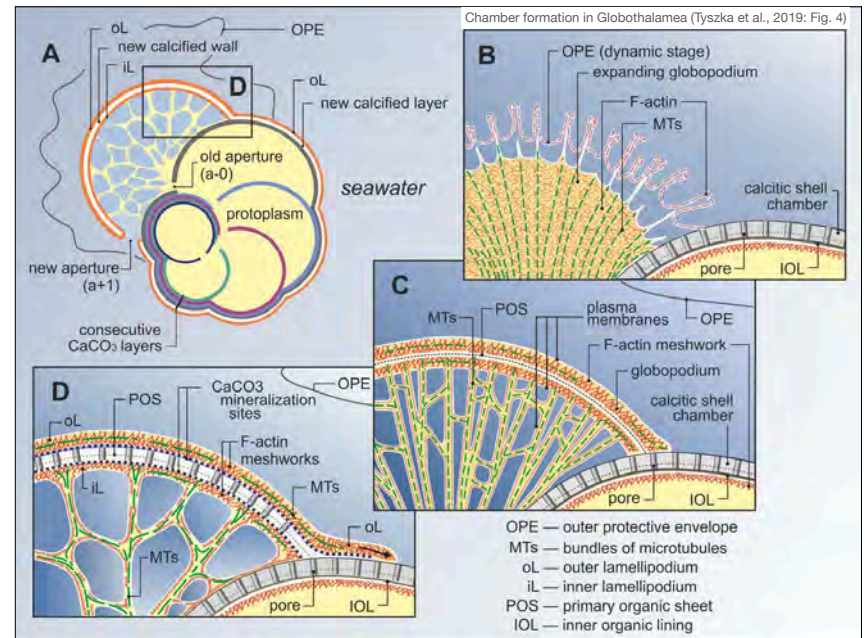 Chamber formation in Globothalamea (Tyszka et al., 2019: Fig. 4)
A
oL
OPE
new calcified wall
iL
D
oL
new calcified layer
old aperture
(a-0)
seawater
protoplasm
new aperture
(a+1)
consecutive
CaCO3 layers
B
OPE (dynamic stage)
expanding globopodium
F-actin
MTs
calcitic shell
chamber
pore
IOL
C
MTs
POS
plasma
membranes
OPE
F-actin meshwork
globopodium
calcitic shell
chamber
pore
IOL
D
POS
CaCO3
mineralization
sites
OPE
oL
F-actin
meshworks
iL
MTs
oL
MTs
pore
IOL
OPE — outer protective envelope
MTs — bundles of microtubules
oL — outer lamellipodium
iL — inner lamellipodium
POS — primary organic sheet
IOL — inner organic lining